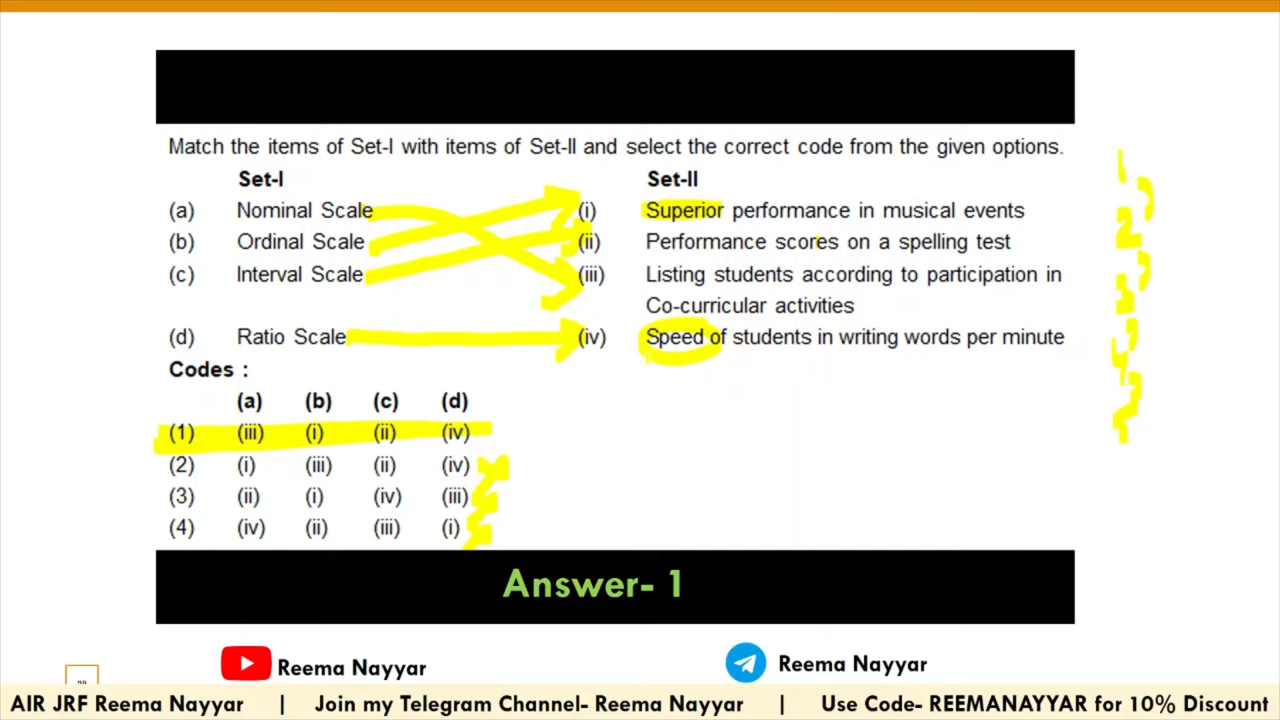 Match the items of Set-I with items of Set-II and select the correct code from the given options.
Set-I Set-II
(a) Nominal Scale (i) Superior performance in musical events
(b) Ordinal Scale (ii) Performance scores on a spelling test
(c) Interval Scale (iii) Listing students according to participation in
Co-curricular activities
(d) Ratio Scale (iv) Speed of students in writing words per minute
Codes :
(a) (b) (c) (d)
(1) (iii) (i) (ii) (iv)
(2) (i) (iii) (ii) (iv)
(3) (ii) (i) (iv) (iii)
(4) (iv) (ii) (iii) (i)
Answer- 1
Reema Nayyar Reema Nayyar
AIR JRF Reema Nayyar | Join my Telegram Channel- Reema Nayyar | Use Code- REEMANAYYAR for 10% Discount